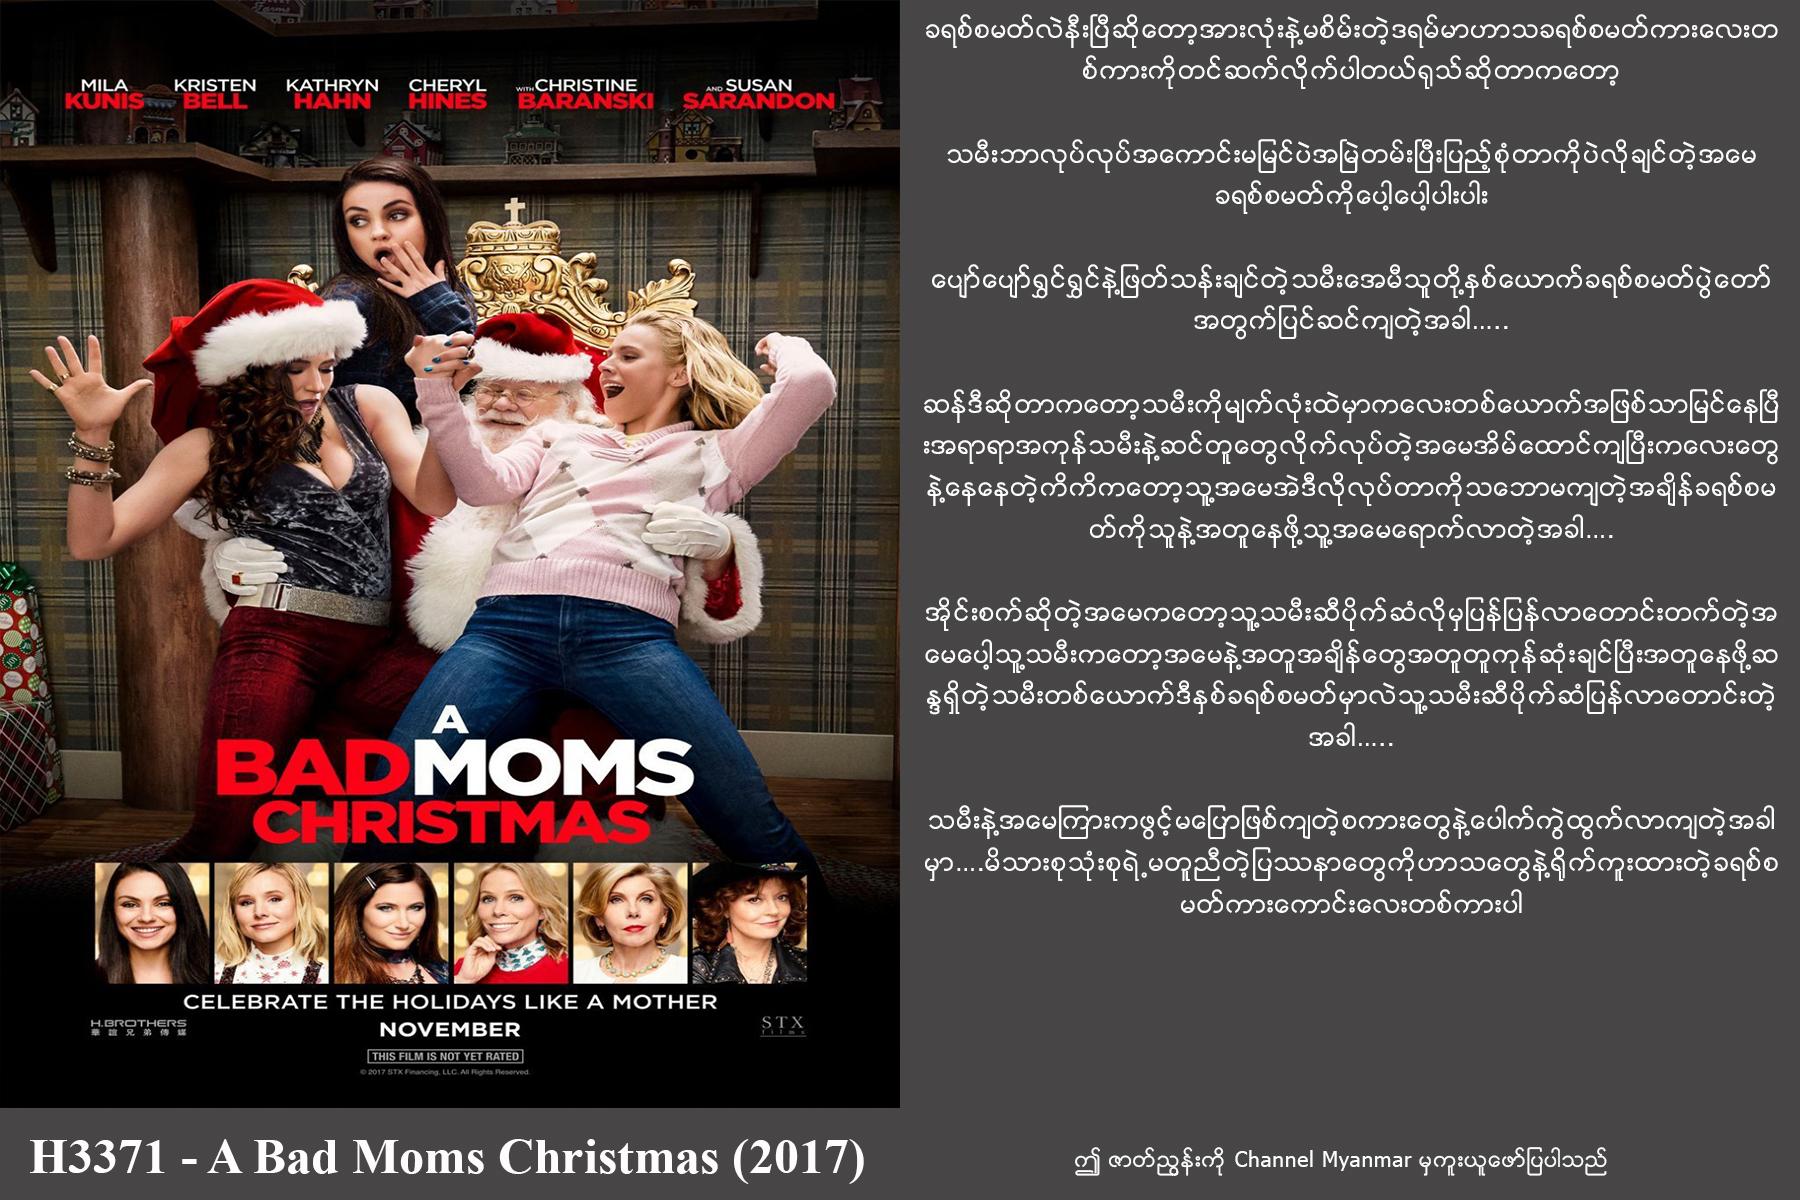 MILA KUNIS
KRISTEN BELL
KATHRYN HAHN
CHERYL HINES
WITH CHRISTINE BARANSKI
AND SUSAN SARANDON
A
BAD MOMS
CHRISTMAS
CELEBRATE THE HOLIDAYS LIKE A MOTHER
NOVEMBER
H.BROTHERS
華誼兄弟傳媒
STX
films
THIS FILM IS NOT YET RATED
© 2017 STX Financing, LLC. All Rights Reserved.
H3371 - A Bad Moms Christmas (2017)
ခရစ်စမတ်လဲနီးပြီဆိုတော့အားလုံးနဲ့မစိမ်းတဲ့ဒရမ်မာဟာသခရစ်စမတ်ကားလေးတ
စ်ကားကိုတင်ဆက်လိုက်ပါတယ်ရုသ်ဆိုတာကတော့
သမီးဘာလုပ်လုပ်အကောင်းမမြင်ပဲအမြဲတမ်းပြီးပြည့်စုံတာကိုပဲလိုချင်တဲ့အမေ
ခရစ်စမတ်ကိုပေါ့ပေါ့ပါးပါး
ပျော်ပျော်ရွှင်ရွှင်နဲ့ဖြတ်သန်းချင်တဲ့သမီးအေမီသူတို့နှစ်ယောက်ခရစ်စမတ်ပွဲတော်
အတွက်ပြင်ဆင်ကျတဲ့အခါ…..
ဆန်ဒီဆိုတာကတော့သမီးကိုမျက်လုံးထဲမှာကလေးတစ်ယောက်အဖြစ်သာမြင်နေပြီ
းအရာရာအကုန်သမီးနဲ့ဆင်တူတွေလိုက်လုပ်တဲ့အမေအိမ်ထောင်ကျပြီးကလေးတွေ
နဲ့နေနေတဲ့ကိကိကတော့သူ့အမေအဲဒီလိုလုပ်တာကိုသဘောမကျတဲ့အချိန်ခရစ်စမ
တ်ကိုသူနဲ့အတူနေဖို့သူ့အမေရောက်လာတဲ့အခါ….
အိုင်းစက်ဆိုတဲ့အမေကတော့သူ့သမီးဆီပိုက်ဆံလိုမှပြန်ပြန်လာတောင်းတက်တဲ့အ
မေပေါ့သူ့သမီးကတော့အမေနဲ့အတူအချိန်တွေအတူတူကုန်ဆုံးချင်ပြီးအတူနေဖို့ဆ
န္ဒရှိတဲ့သမီးတစ်ယောက်ဒီနှစ်ခရစ်စမတ်မှာလဲသူ့သမီးဆီပိုက်ဆံပြန်လာတောင်းတဲ့
အခါ…..
သမီးနဲ့အမေကြားကဖွင့်မပြောဖြစ်ကျတဲ့စကားတွေနဲ့ပေါက်ကွဲထွက်လာကျတဲ့အခါ
မှာ….မိသားစုသုံးစုရဲ့မတူညီတဲ့ပြဿနာတွေကိုဟာသတွေနဲ့ရိုက်ကူးထားတဲ့ခရစ်စ
မတ်ကားကောင်းလေးတစ်ကားပါ
ဤ ဇာတ်ညွန်းကို Channel Myanmar မှကူးယူဖော်ပြပါသည်